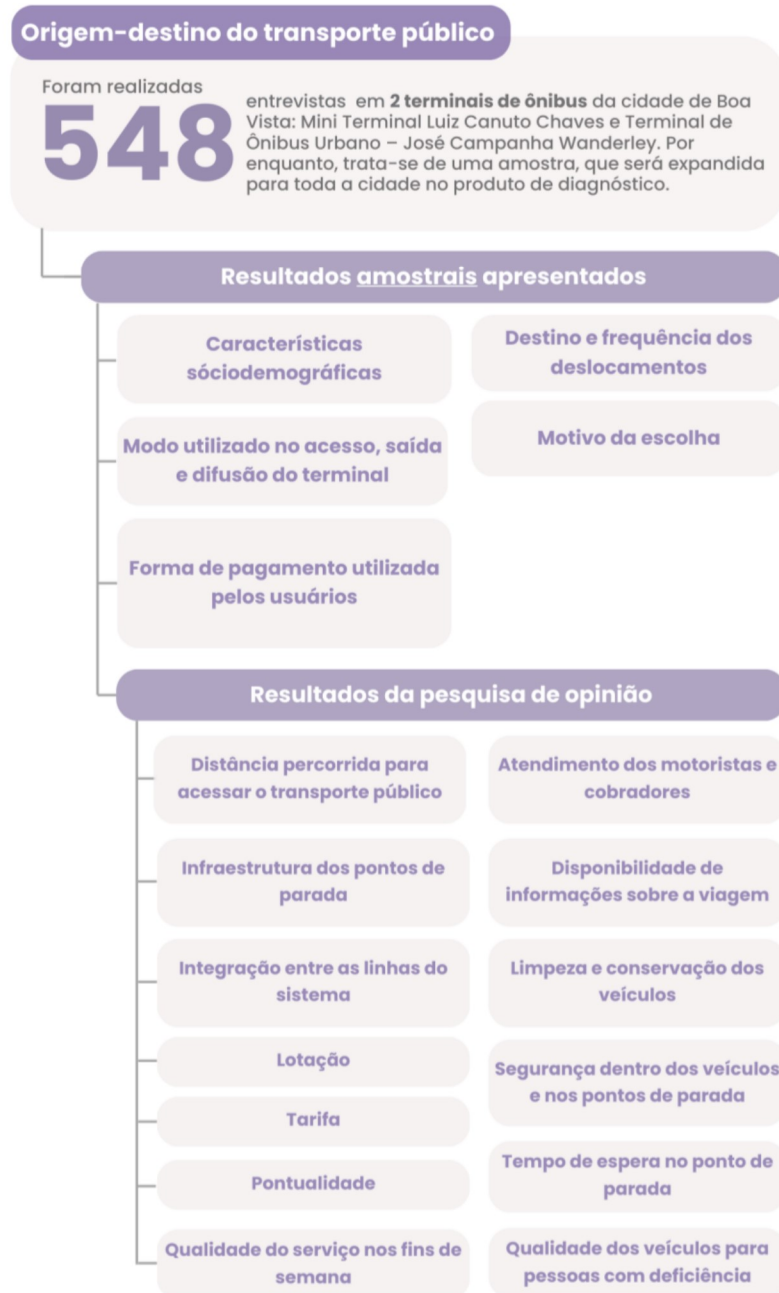 Origem-destino do transporte público
Foram realizadas
548
entrevistas em 2 terminais de ônibus da cidade de Boa
Vista: Mini Terminal Luiz Canuto Chaves e Terminal de
Ônibus Urbano – José Campanha Wanderley. Por
enquanto, trata-se de uma amostra, que será expandida
para toda a cidade no produto de diagnóstico.
Resultados amostrais apresentados
Características
sóciodemográficas
Destino e frequência dos
deslocamentos
Modo utilizado no acesso, saída
e difusão do terminal
Motivo da escolha
Forma de pagamento utilizada
pelos usuários
Resultados da pesquisa de opinião
Distância percorrida para
acessar o transporte público
Atendimento dos motoristas e
cobradores
Infraestrutura dos pontos de
parada
Disponibilidade de
informações sobre a viagem
Integração entre as linhas do
sistema
Limpeza e conservação dos
veículos
Lotação
Segurança dentro dos veículos
e nos pontos de parada
Tarifa
Pontualidade
Tempo de espera no ponto de
parada
Qualidade do serviço nos fins de
semana
Qualidade dos veículos para
pessoas com deficiência